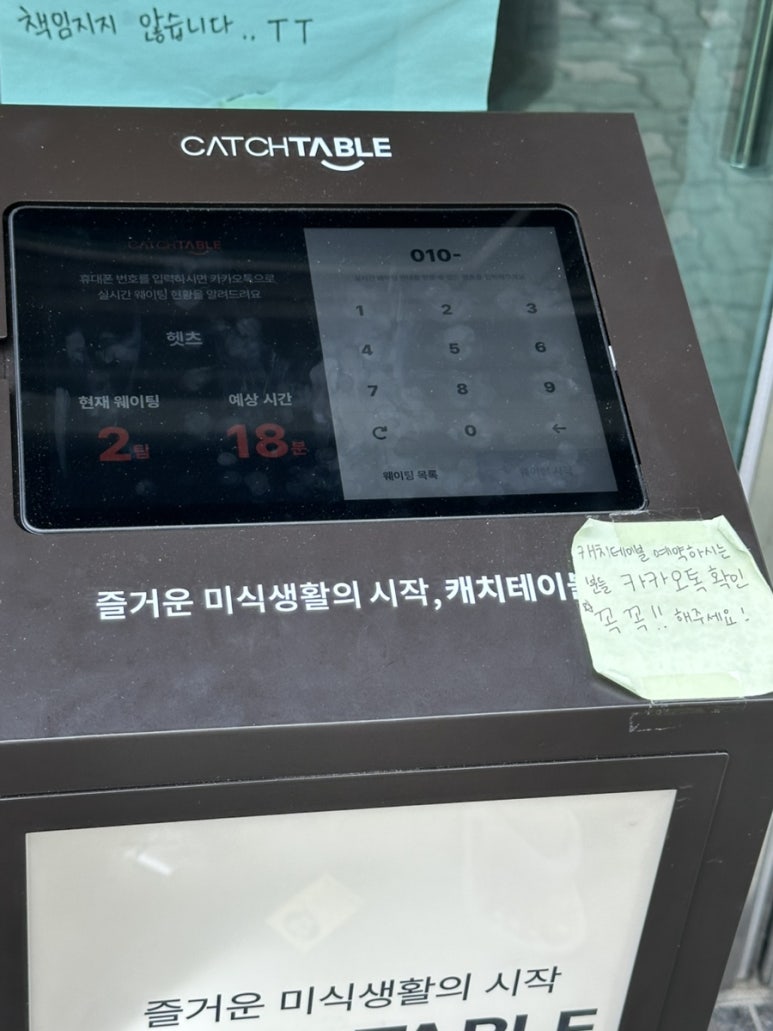 책임지지 않습니다.. ㅜㅜ
CATCHTABLE
CATCHTABLE
휴대폰 번호를 입력하시면 카카오톡으로
실시간 웨이팅 현황을 알려드려요
헷츠
현재 웨이팅
예상 시간
2팀
18분
010-
1 2 3
4 5 6
7 8 9
0
웨이팅 목록
즐거운 미식생활의 시작, 캐치테이블
캐치테이블 예약하시는
분들 카카오톡 확인
꼭 꼭!! 해주세요!
즐거운 미식생활의 시작
TABLE